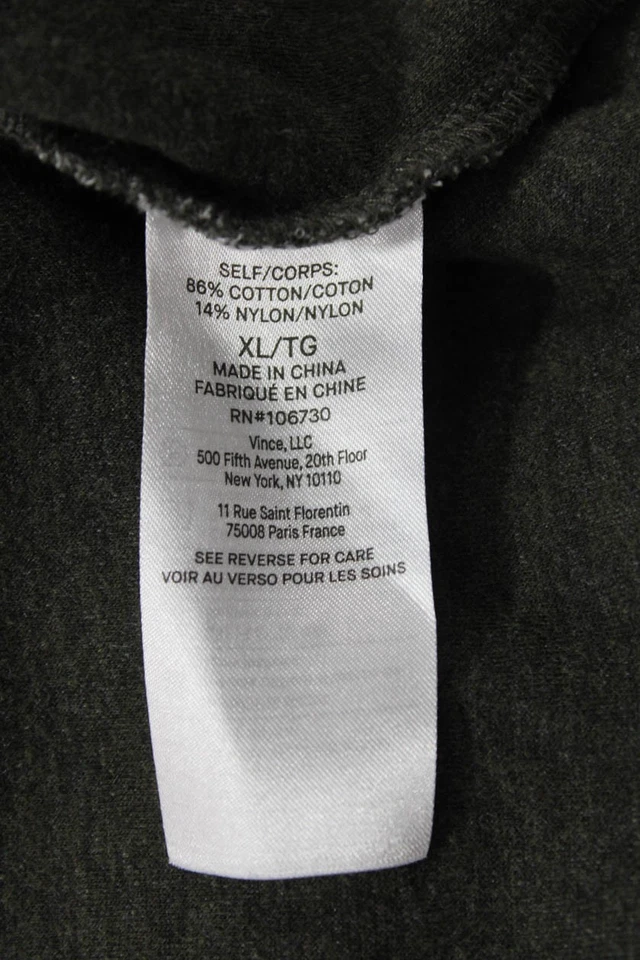 SELF/CORPS:
86% COTTON/COTON
14% NYLON/NYLON
XL/TG
MADE IN CHINA
FABRIQUÉ EN CHINE
RN#106730
Vince, LLC
500 Fifth Avenue, 20th Floor
New York, NY 10110
11 Rue Saint Florentin
75008 Paris France
SEE REVERSE FOR CARE
VOIR AU VERSO POUR LES SOINS